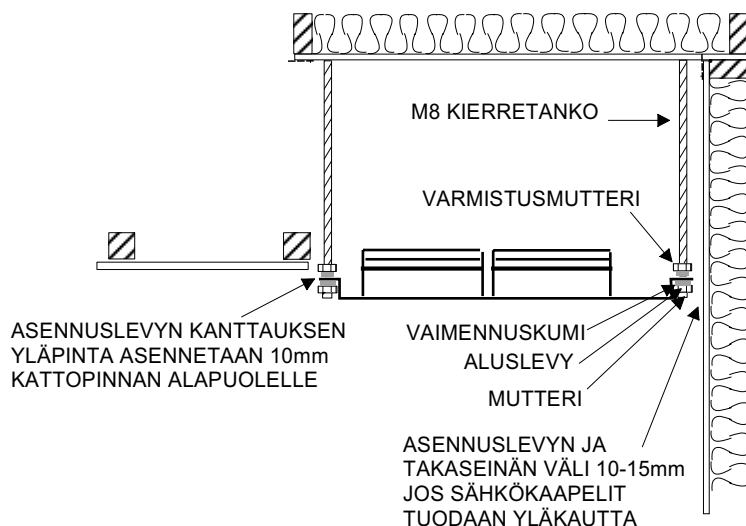 M8 KIERRETANKO
VARMISTUSMUTTERI
ASENNUSLEVYN KANTTAUKSEN
YLÄPINTA ASENNETAAN 10mm
KATTOPINNAN ALAPUOLELLE
VAIMENNUSKUMI
ALUSLEVY
MUTTERI
ASENNUSLEVYN JA
TAKASEINÄN VÄLI 10-15mm
JOS SÄHKÖKAAPELIT
TUODAAN YLÄKAUTTA